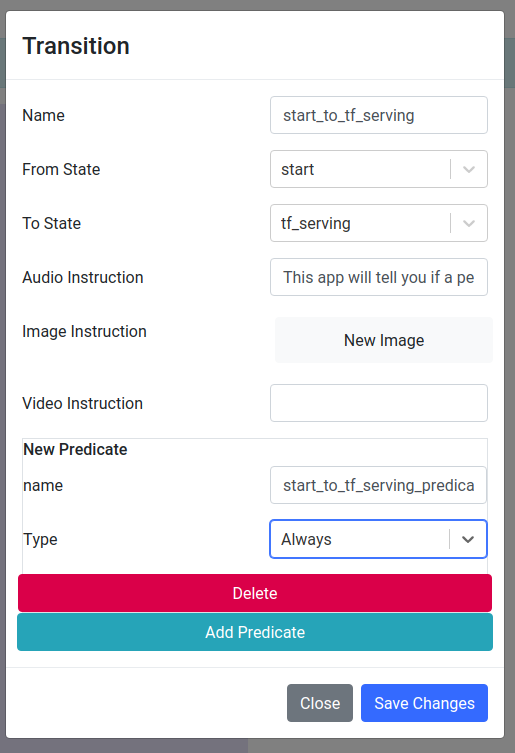 Transition
Name
start_to_tf_serving
From State
start
To State
tf_serving
Audio Instruction
This app will tell you if a pe
Image Instruction
New Image
Video Instruction
New Predicate
name
start_to_tf_serving_predica
Type
Always
Delete
Add Predicate
Close
Save Changes